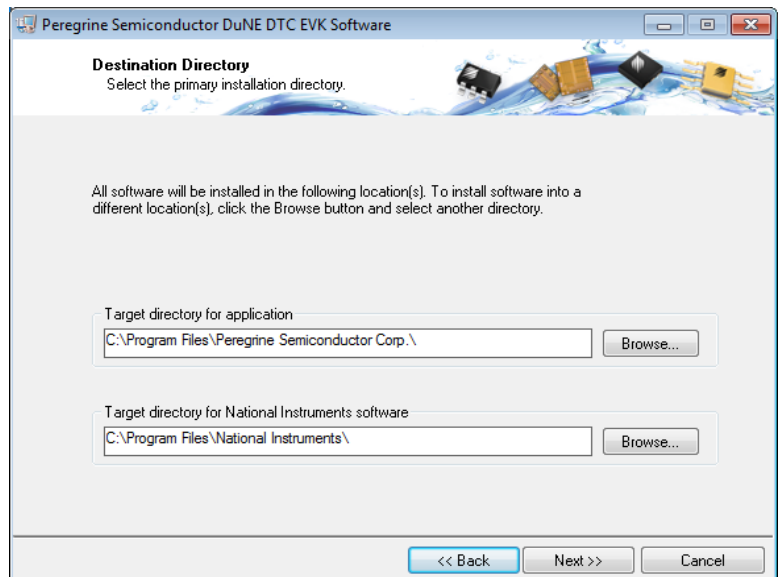 Peregrine Semiconductor DuNE DTC EVK Software
Destination Directory
Select the primary installation directory.
All software will be installed in the following location(s). To install software into a
different location(s), click the Browse button and select another directory.
Target directory for application
C:\Program Files\Peregrine Semiconductor Corp.\
Browse...
Target directory for National Instruments software
C:\Program Files\National Instruments\
Browse...
<< Back
Next >>
Cancel